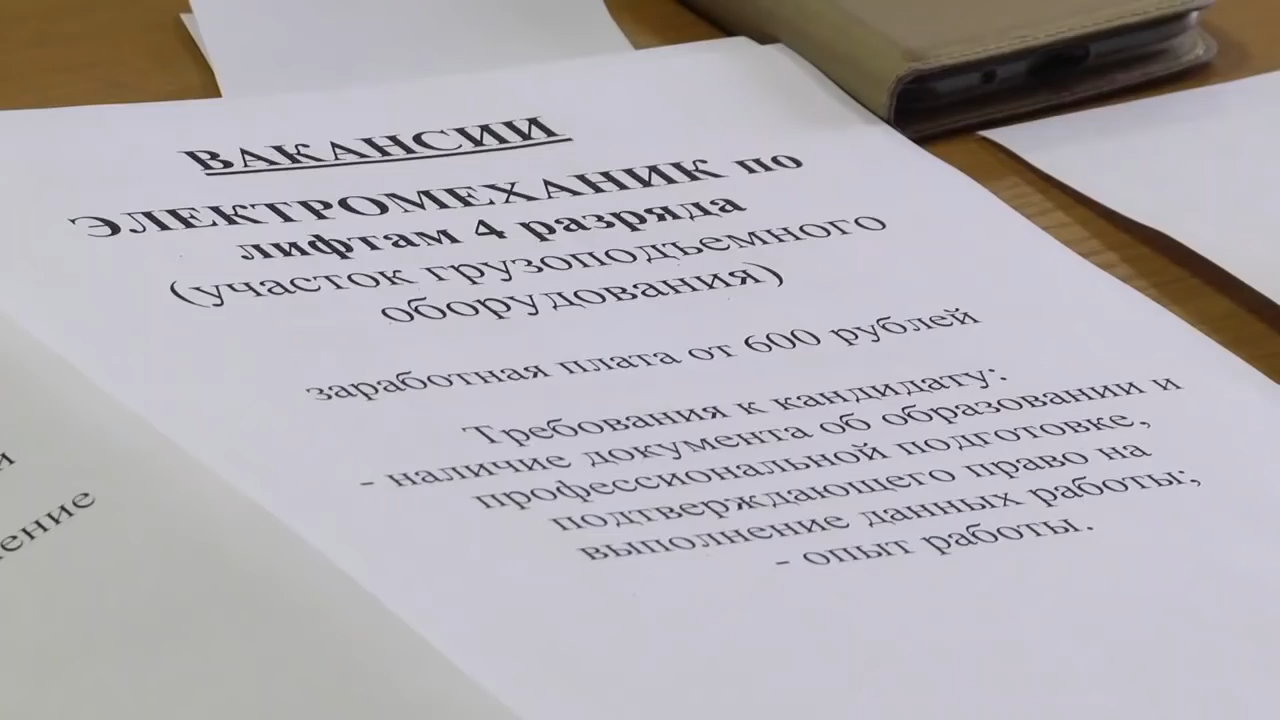 ВАКАНСИИ
ЭЛЕКТРОМЕХАНИК по
лифтам 4 разряда
(участок грузоподъемного
оборудования)
заработная плата от 600 рублей
Требования к кандидату:
- наличие документа об образовании и
профессиональной подготовке,
подтверждающего право на
выполнение данных работы;
- опыт работы.